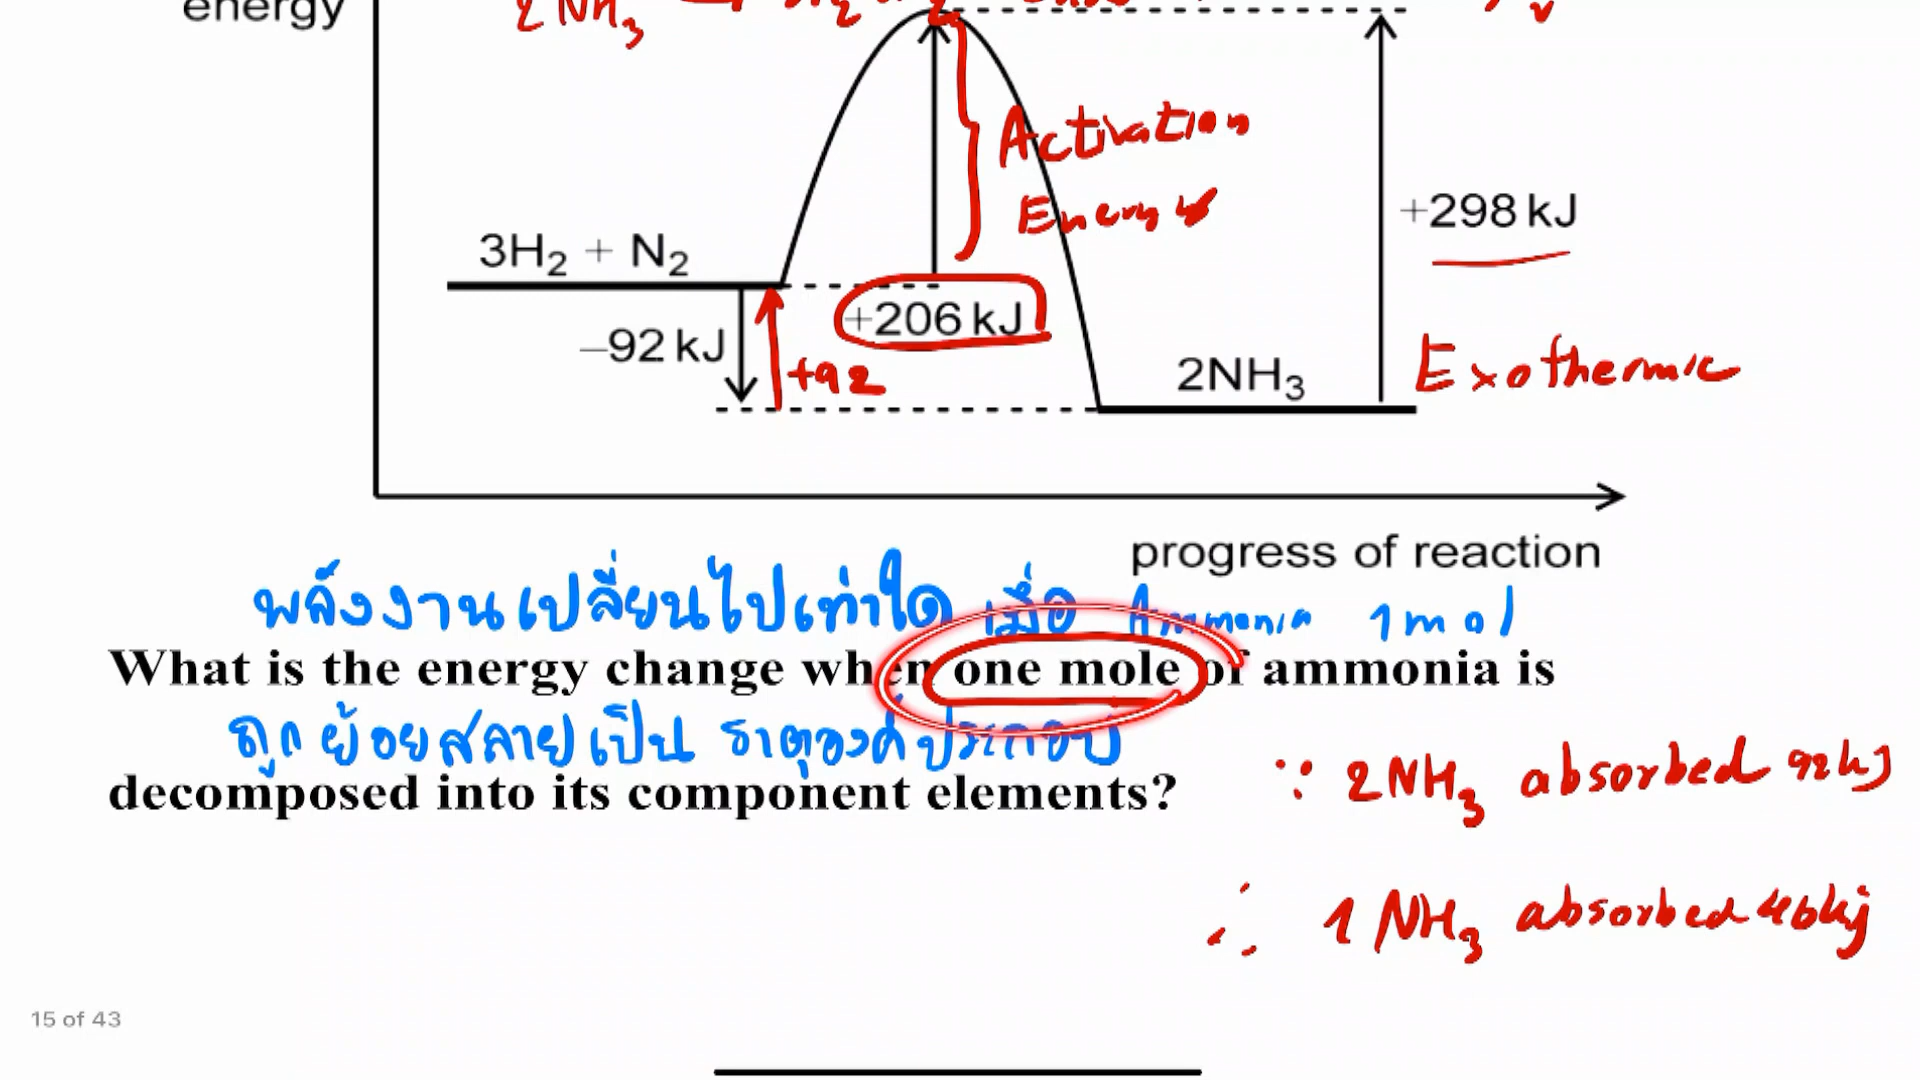 energy
2NH3
Activation
Energy
+298 kJ
3H2 + N2
+206 kJ
–92 kJ
+92
2NH3
Exothermic
progress of reaction
พลังงานเปลี่ยนไปเท่าใด เมื่อ Ammonia 1 mol
What is the energy change when one mole of ammonia is
ถูกย่อยสลายเป็น ธาตุองค์ประกอบ
decomposed into its component elements?
∵ 2NH3 absorbed 92kJ
∴ 1 NH3 absorbed 46kj
15 of 43